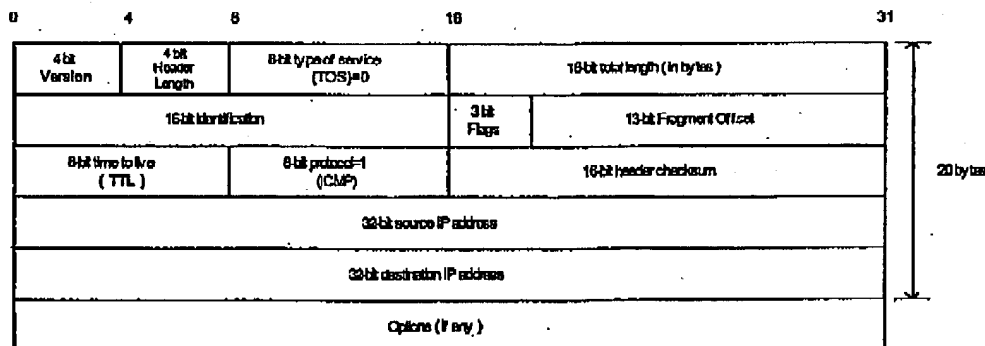 0 4 8 16 31
4 bit
Version
4 bit
Header
Length
8-bit type of service
(TOS)=0
16-bit total length (in bytes)
16-bit identification
3 bit
Flags
13-bit Fragment Offset
8-bit time to live
(TTL)
8-bit protocol=1
(ICMP)
16-bit header checksum
20 bytes
32-bit source IP address
32-bit destination IP address
Options (if any)